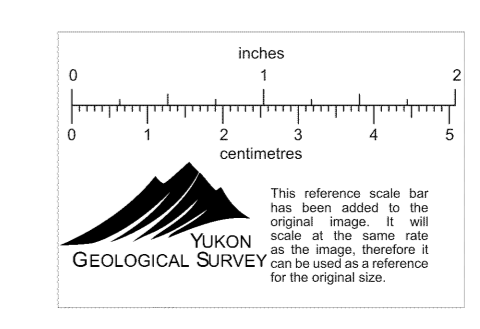 inches
0 1 2
0 1 2 3 4 5
centimetres
This reference scale bar
has been added to the
original image. It will
scale at the same rate
as the image, therefore it
can be used as a reference
for the original size.
YUKON
GEOLOGICAL SURVEY